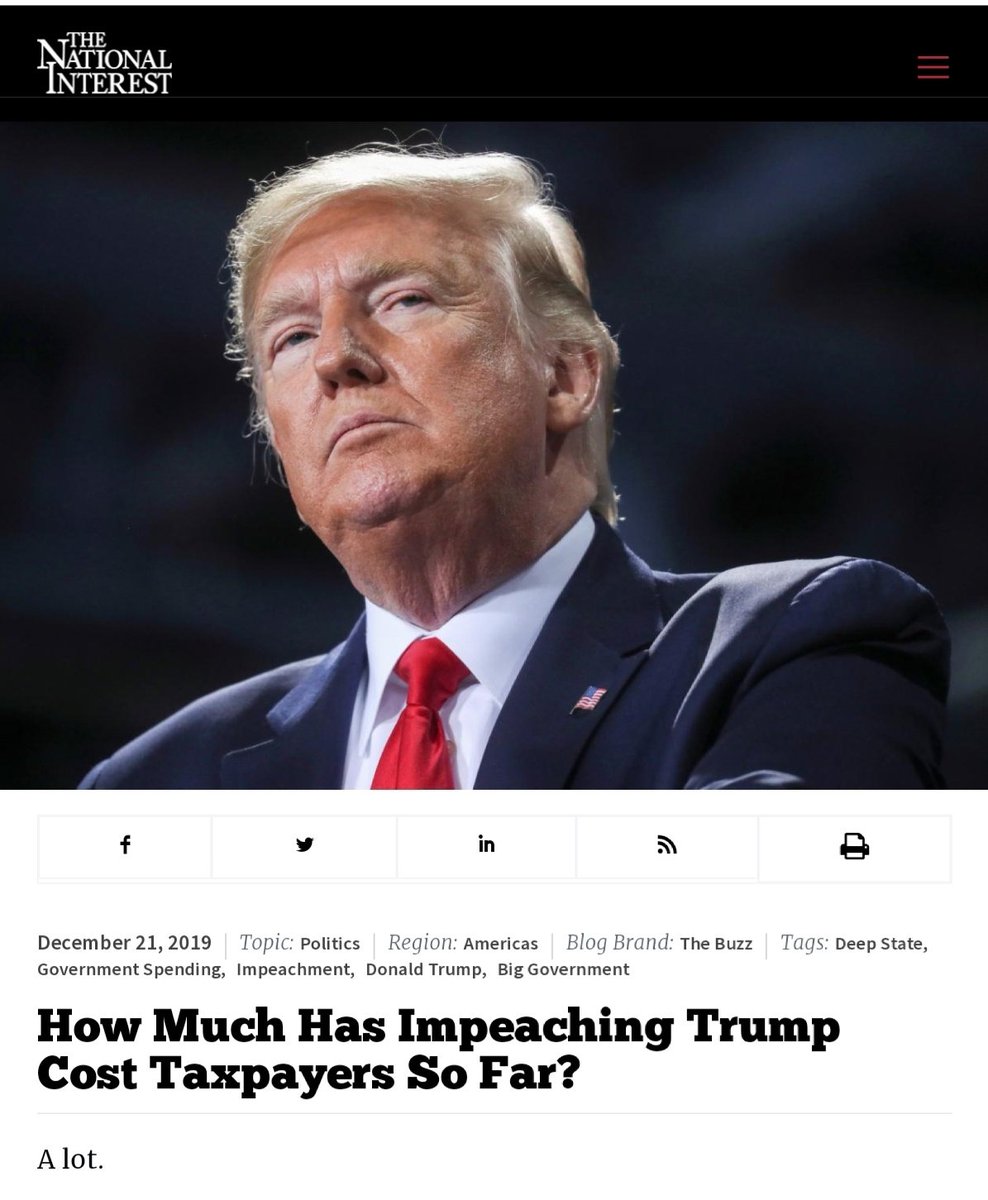 THE
NATIONAL
INTEREST
December 21, 2019 | Topic: Politics | Region: Americas | Blog Brand: The Buzz | Tags: Deep State,
Government Spending, Impeachment, Donald Trump, Big Government
How Much Has Impeaching Trump
Cost Taxpayers So Far?
A lot.